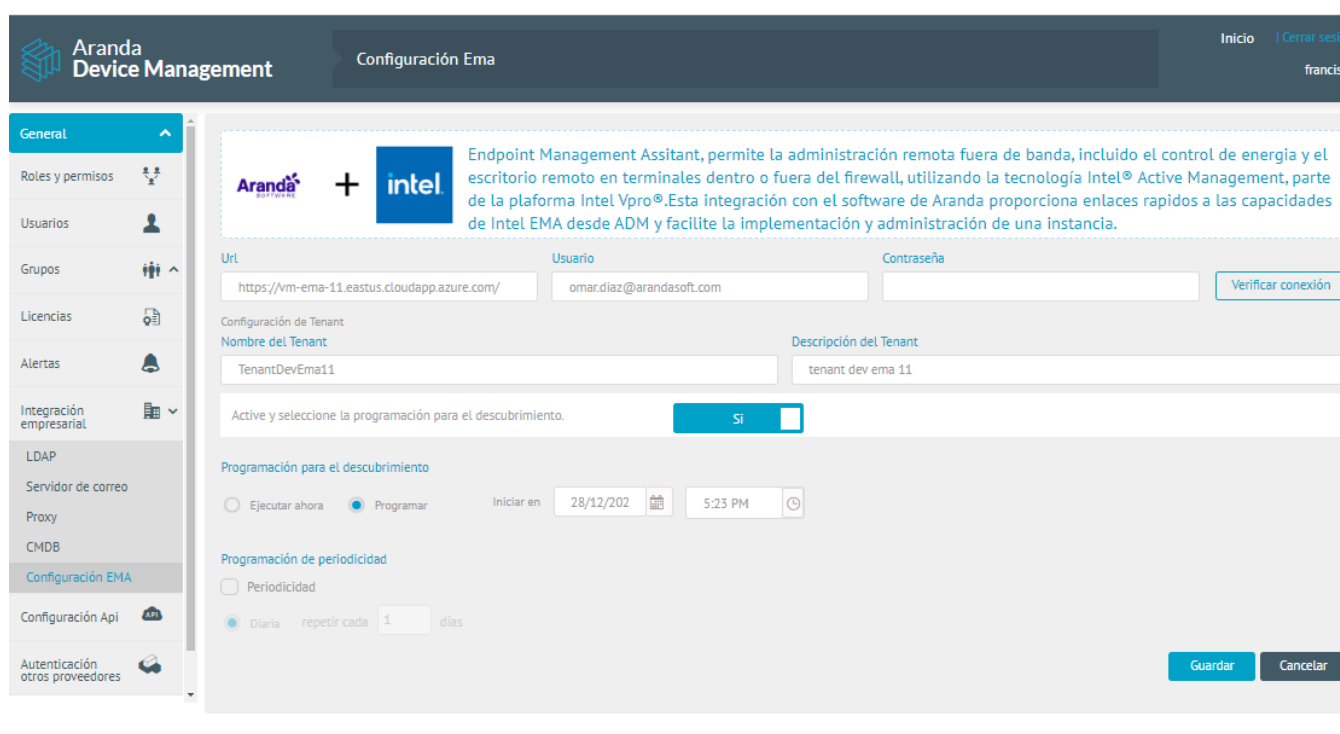 Aranda
Device Management
Configuración Ema
Inicio
| Cerrar sesi
francis
General
Roles y permisos
Usuarios
Grupos
Licencias
Alertas
Integración
empresarial
LDAP
Servidor de correo
Proxy
CMDB
Configuración EMA
Configuración Api
API
Autenticación
otros proveedores
Aranda
SOFTWARE
+
intel.
Endpoint Management Assitant, permite la administración remota fuera de banda, incluido el control de energia y el
escritorio remoto en terminales dentro o fuera del firewall, utilizando la tecnología Intel® Active Management, parte
de la plaforma Intel Vpro®.Esta integración con el software de Aranda proporciona enlaces rapidos a las capacidades
de Intel EMA desde ADM y facilite la implementación y administración de una instancia.
Url
Usuario
Contraseña
https://vm-ema-11.eastus.cloudapp.azure.com/
omar.diaz@arandasoft.com
Verificar conexión
Configuración de Tenant
Nombre del Tenant
Descripción del Tenant
TenantDevEma11
tenant dev ema 11
Active y seleccione la programación para el descubrimiento.
Si
Programación para el descubrimiento
Ejecutar ahora
Programar
Iniciar en
28/12/202
5:23 PM
Programación de periodicidad
Periodicidad
Diaria
repetir cada
1
días
Guardar
Cancelar